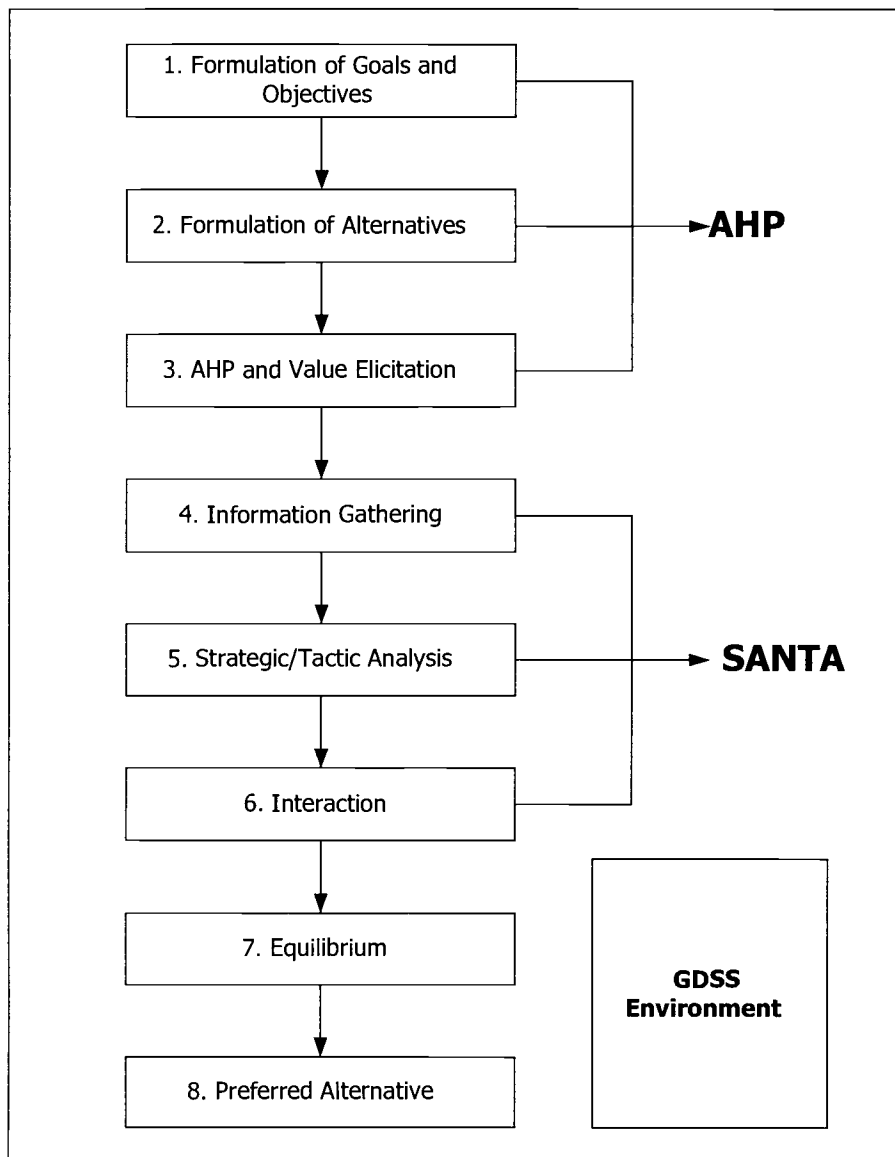 1. Formulation of Goals and
Objectives
2. Formulation of Alternatives
AHP
3. AHP and Value Elicitation
4. Information Gathering
5. Strategic/Tactic Analysis
SANTA
6. Interaction
7. Equilibrium
GDSS
Environment
8. Preferred Alternative